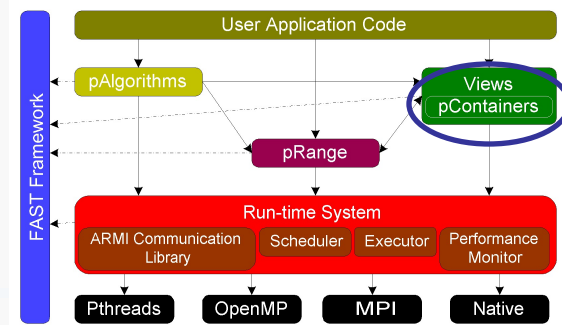 User Application Code
FAST Framework
pAlgorithms
Views
pContainers
pRange
Run-time System
ARMI Communication
Library
Scheduler
Executor
Performance
Monitor
Pthreads
OpenMP
MPI
Native